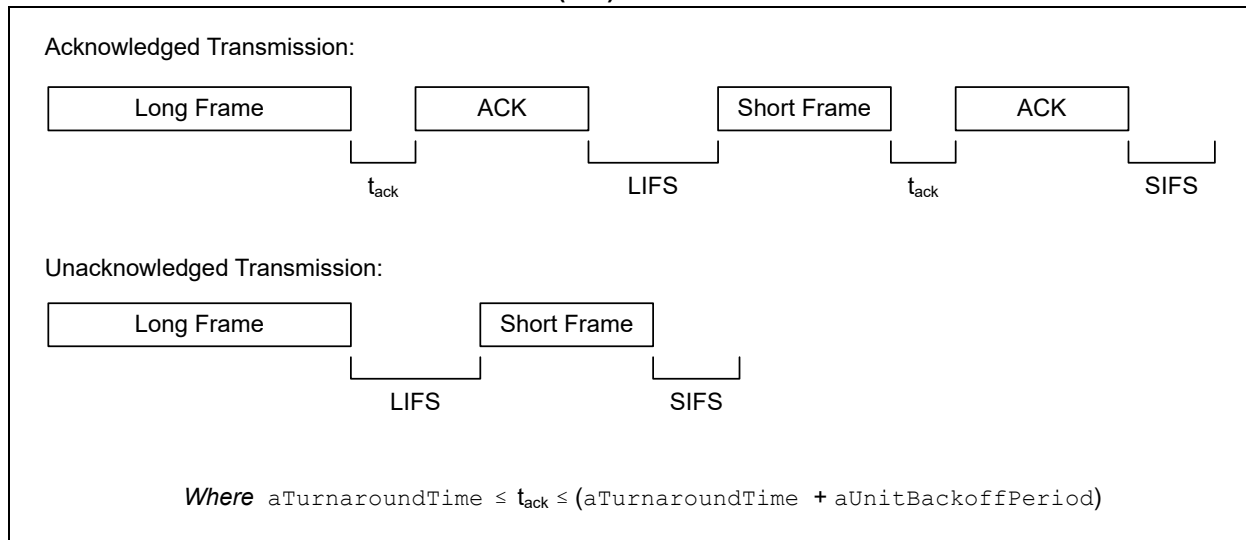 Acknowledged Transmission:
Long Frame ACK Short Frame ACK
tack LIFS tack SIFS
Unacknowledged Transmission:
Long Frame Short Frame
LIFS SIFS
Where aTurnaroundTime ≤ tack ≤ (aTurnaroundTime + aUnitBackoffPeriod)